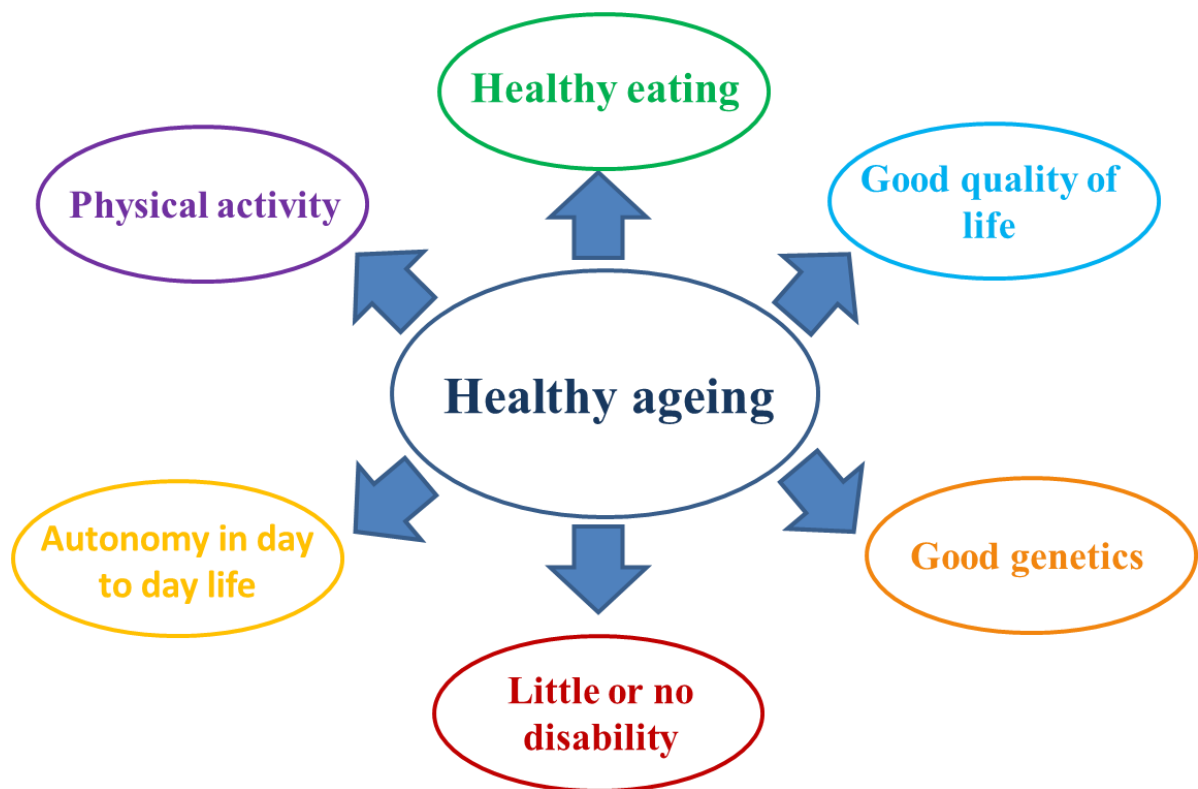 Healthy eating
Physical activity
Good quality of
life
Healthy ageing
Autonomy in day
to day life
Good genetics
Little or no
disability